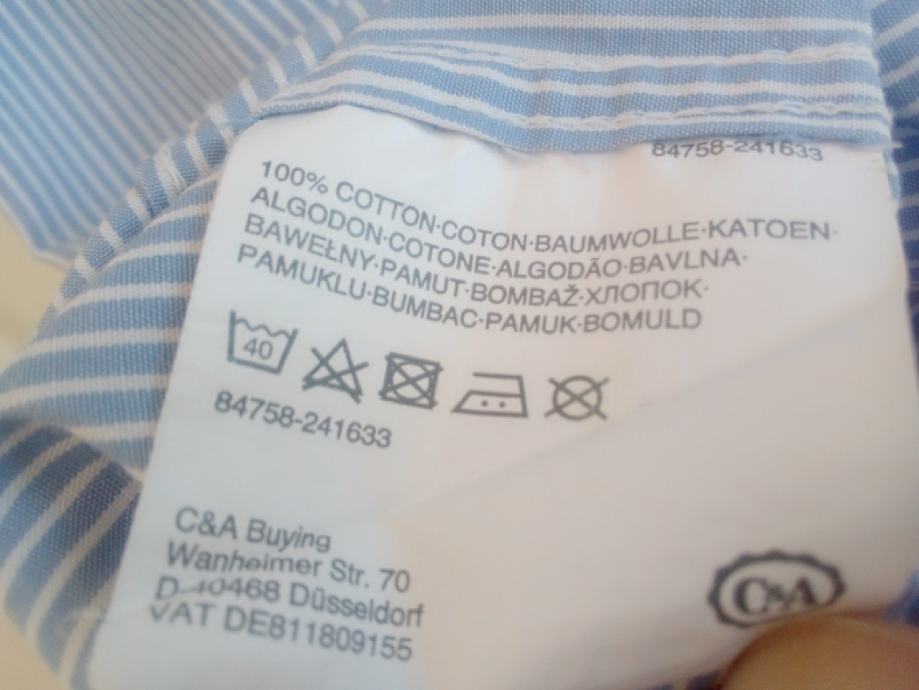 84758-241633
100% COTTON·COTON·BAUMWOLLE·KATOEN·
ALGODON·COTONE·ALGODÃO·BAVLNA·
BAWEŁNY·PAMUT·BOMBAŽ·ХЛОПОК·
PAMUKLU·BUMBAC·PAMUK·BOMULD
40
84758-241633
C&A Buying
Wanheimer Str. 70
D-40468 Düsseldorf
VAT DE811809155
C&A